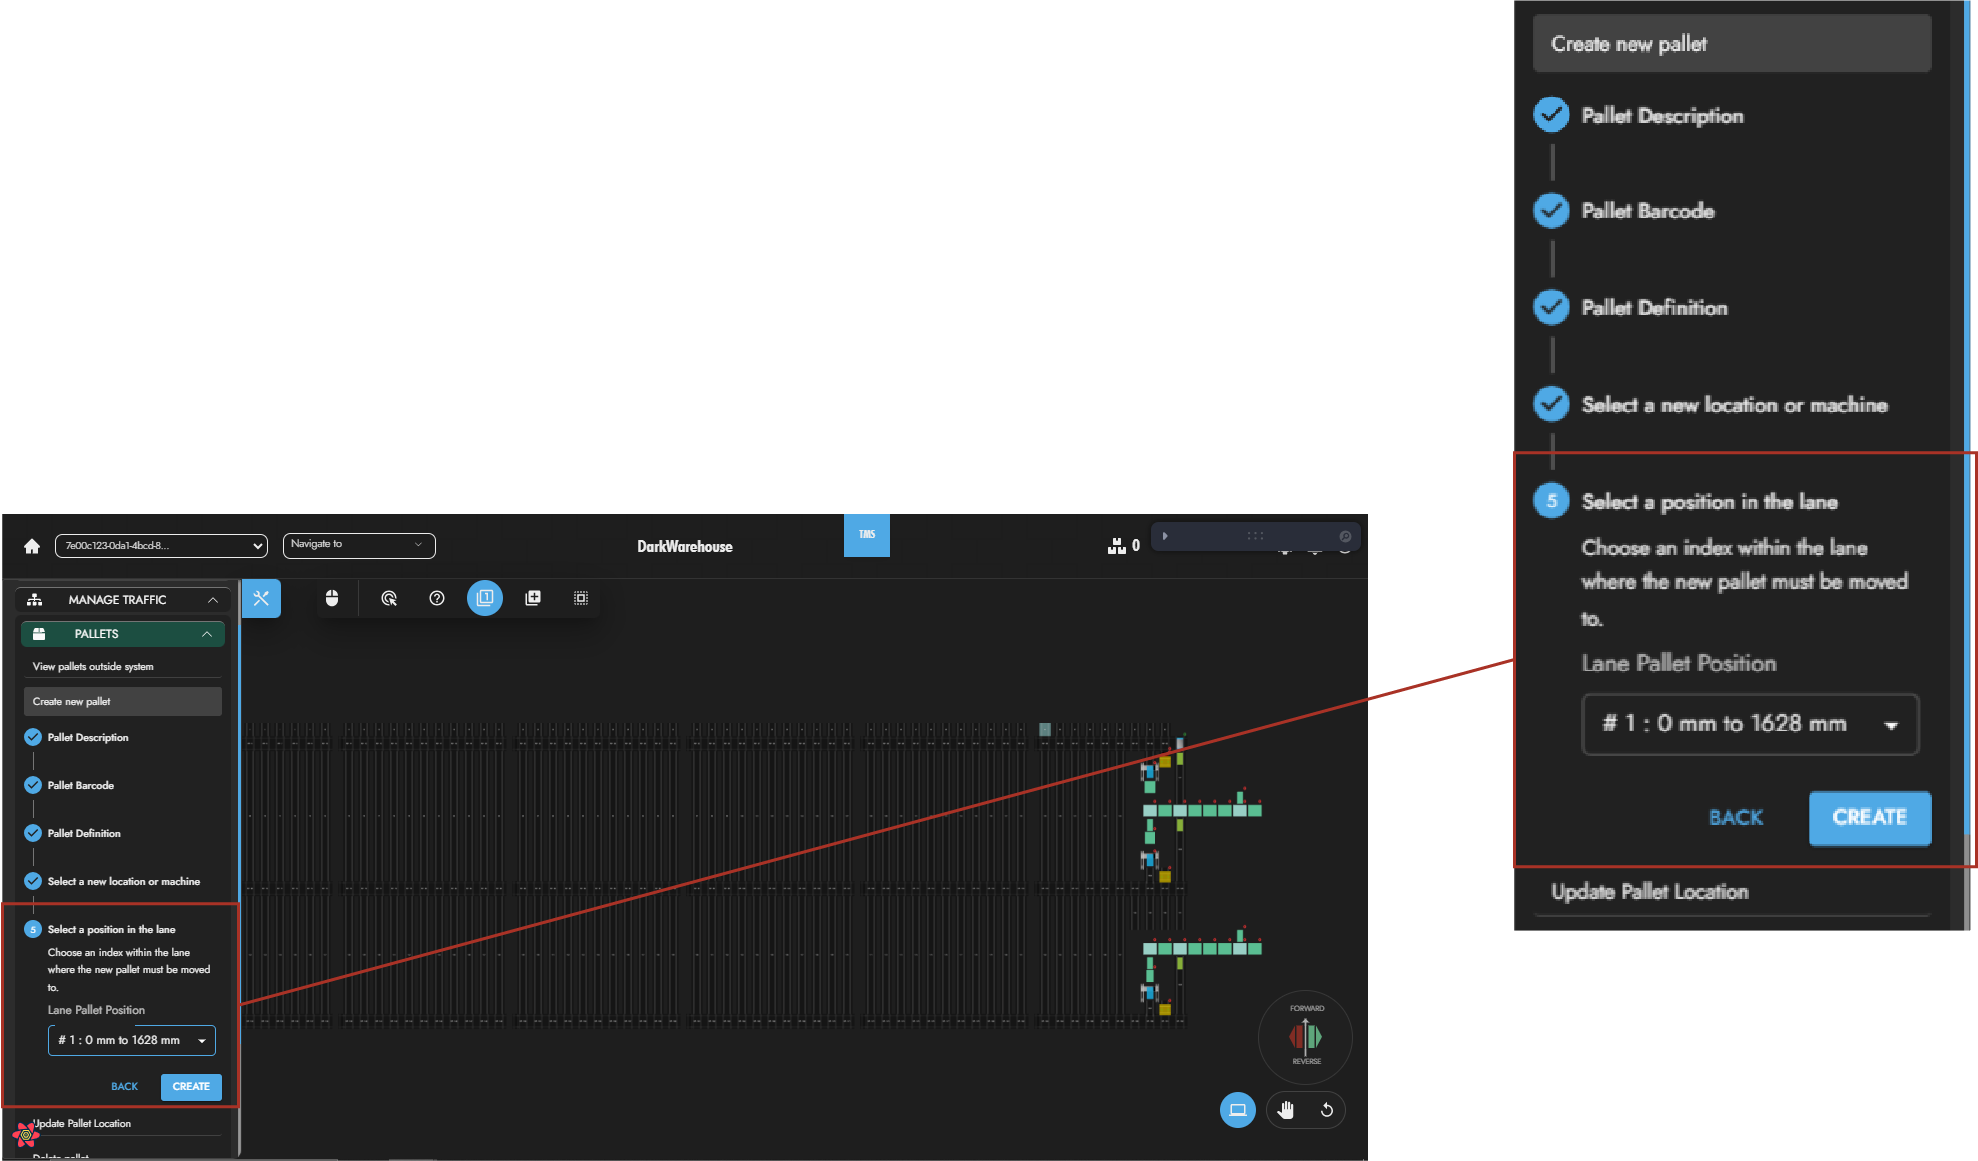 Create new pallet
Pallet Description
Pallet Barcode
Pallet Definition
Select a new location or machine
5 Select a position in the lane
Choose an index within the lane
where the new pallet must be moved
to.
Lane Pallet Position
# 1 : 0 mm to 1628 mm
BACK CREATE
Update Pallet Location
7e00c123-0da1-4bcd-8... Navigate to DarkWarehouse TMS 0
MANAGE TRAFFIC
PALLETS
View pallets outside system
Create new pallet
Pallet Description
Pallet Barcode
Pallet Definition
Select a new location or machine
5 Select a position in the lane
Choose an index within the lane
where the new pallet must be moved
to.
Lane Pallet Position
# 1 : 0 mm to 1628 mm
BACK CREATE
Update Pallet Location
Delete pallet
1
FORWARD
REVERSE